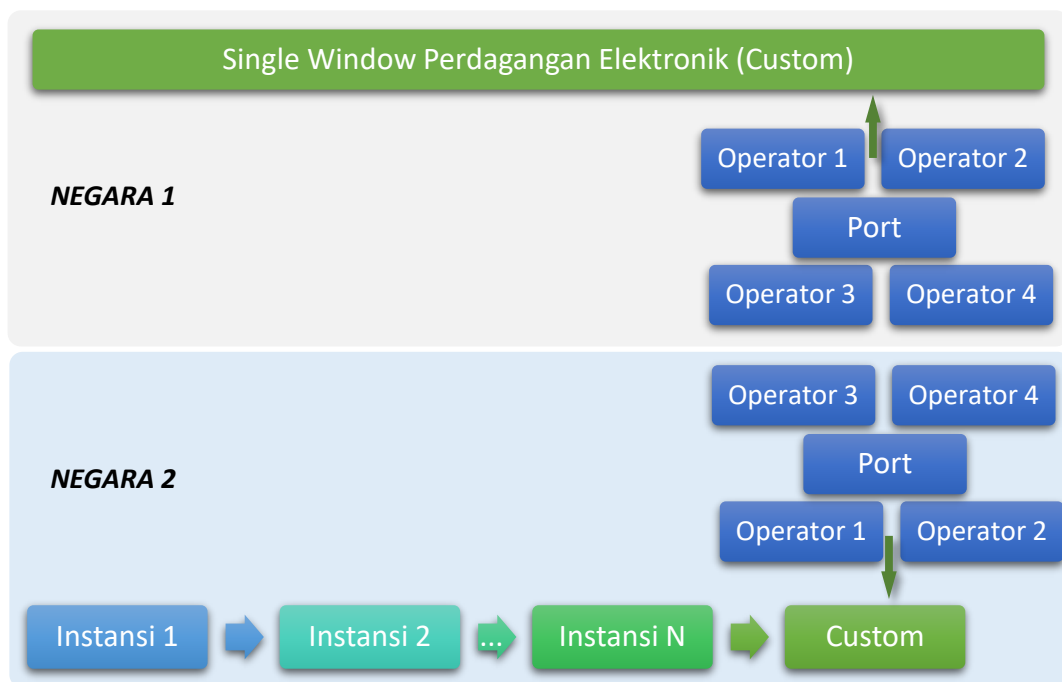 Single Window Perdagangan Elektronik (Custom)
Operator 1
Operator 2
NEGARA 1
Port
Operator 3
Operator 4
Operator 3
Operator 4
NEGARA 2
Port
Operator 1
Operator 2
Instansi 1
Instansi 2
...
Instansi N
Custom